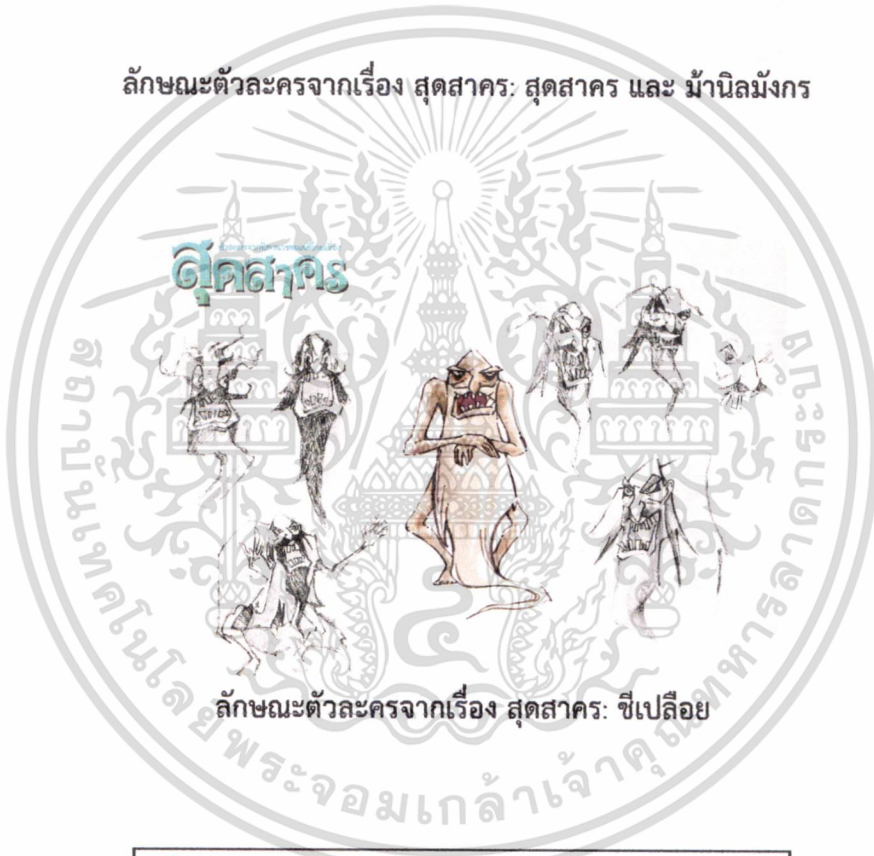 ลักษณะตัวละครจากเรื่อง สุดสาคร: สุดสาคร และ ม้านิลมังกร
สุดสาคร
ลักษณะตัวละครจากเรื่อง สุดสาคร: ชีเปลือย
สถาบันเทคโนโลยีพระจอมเกล้าเจ้าคุณทหารลาดกระบัง